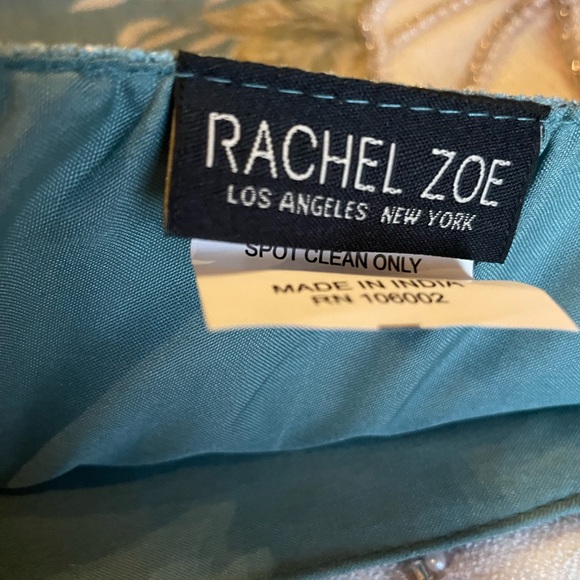 RACHEL ZOE
LOS ANGELES NEW YORK
SPOT CLEAN ONLY
MADE IN INDIA
RN 106002